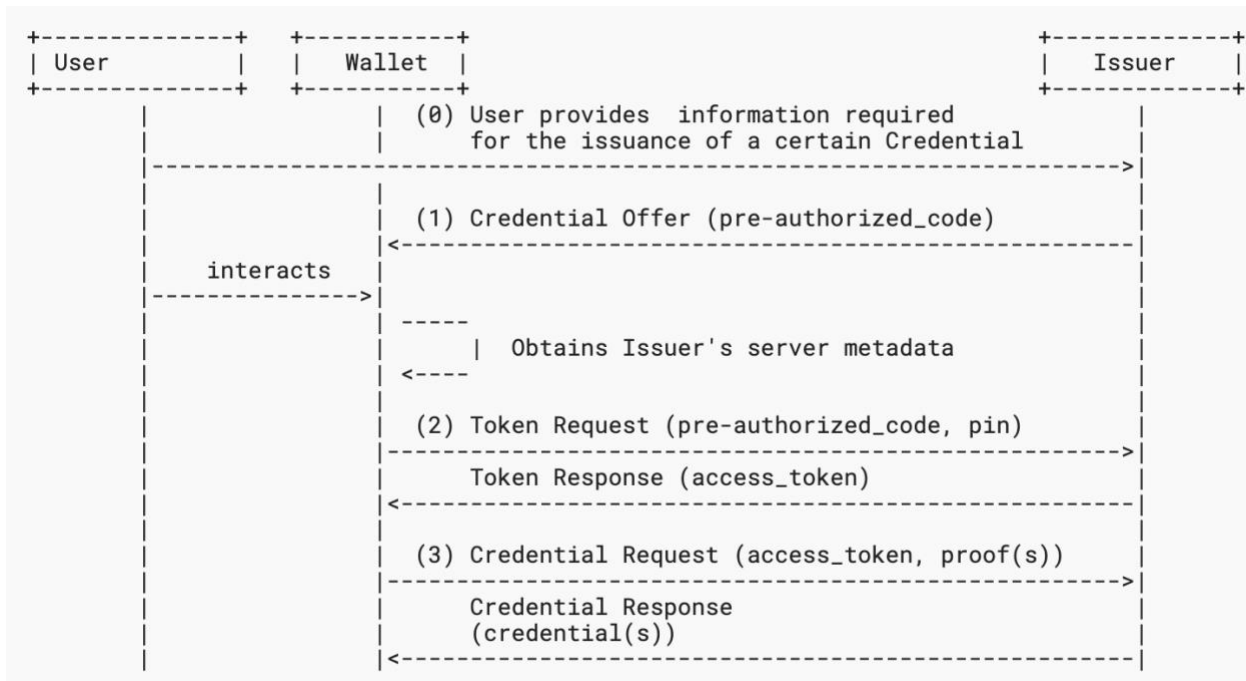 User Wallet Issuer
(0) User provides  information required
for the issuance of a certain Credential
(1) Credential Offer (pre-authorized_code)
interacts
Obtains Issuer's server metadata
(2) Token Request (pre-authorized_code, pin)
Token Response (access_token)
(3) Credential Request (access_token, proof(s))
Credential Response
(credential(s))